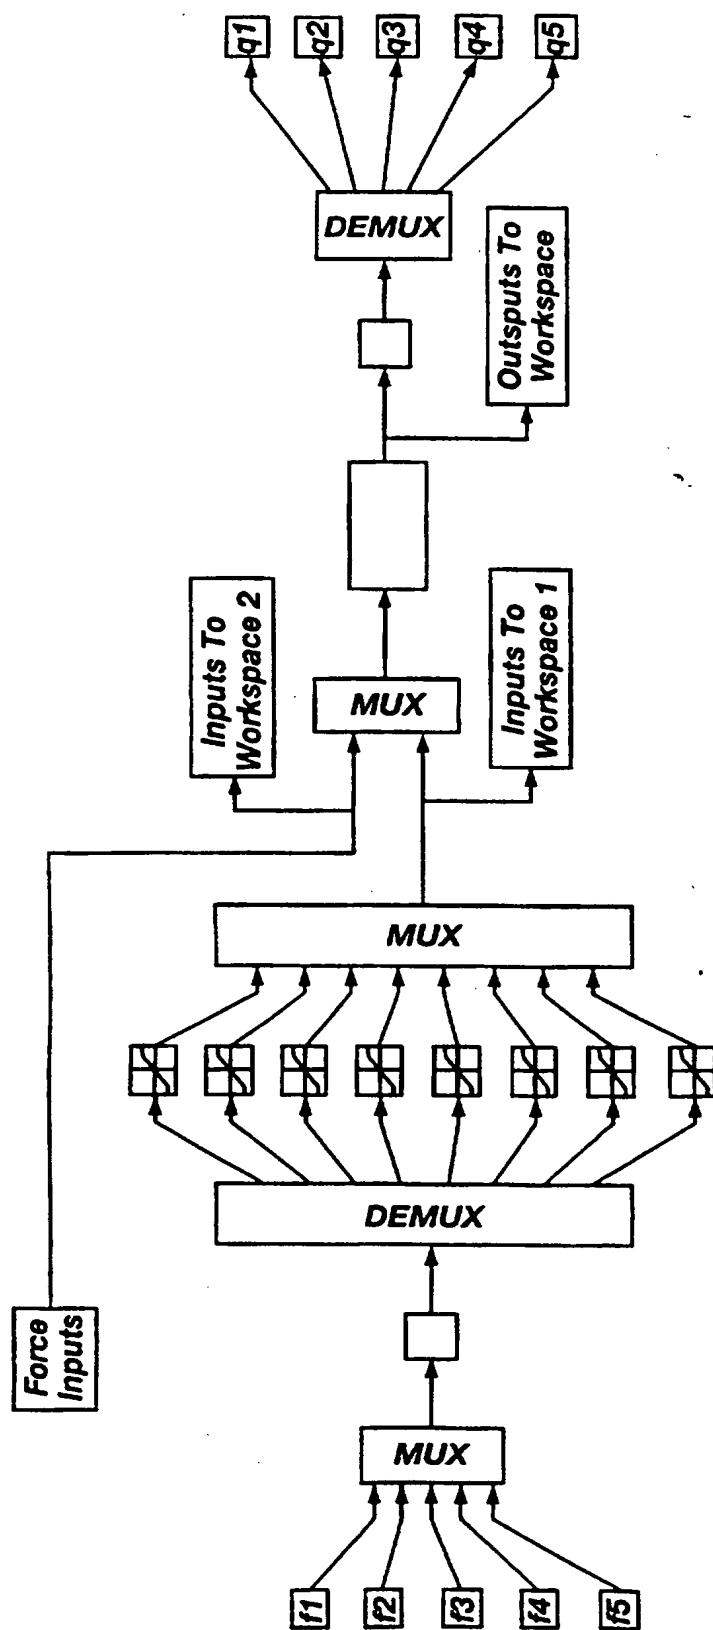 Force
Inputs
f1
f2
f3
f4
f5
MUX
DEMUX
MUX
Inputs To
Workspace 2
Inputs To
Workspace 1
MUX
Outsputs To
Workspace
DEMUX
q1
q2
q3
q4
q5